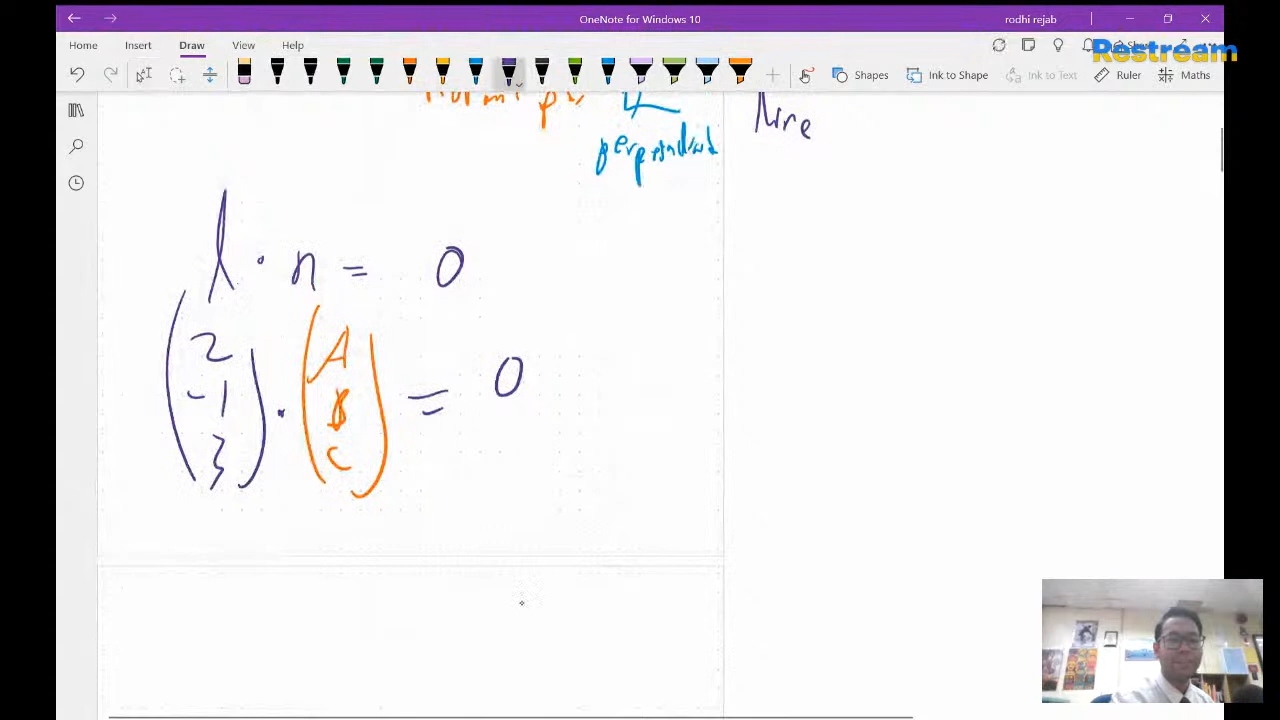 OneNote for Windows 10
rodhi rejab
Home Insert Draw View Help
Restream
Shapes Ink to Shape Ink to Text Ruler Maths
Line
l · n = 0
2 A
-1 · B = 0
3 C